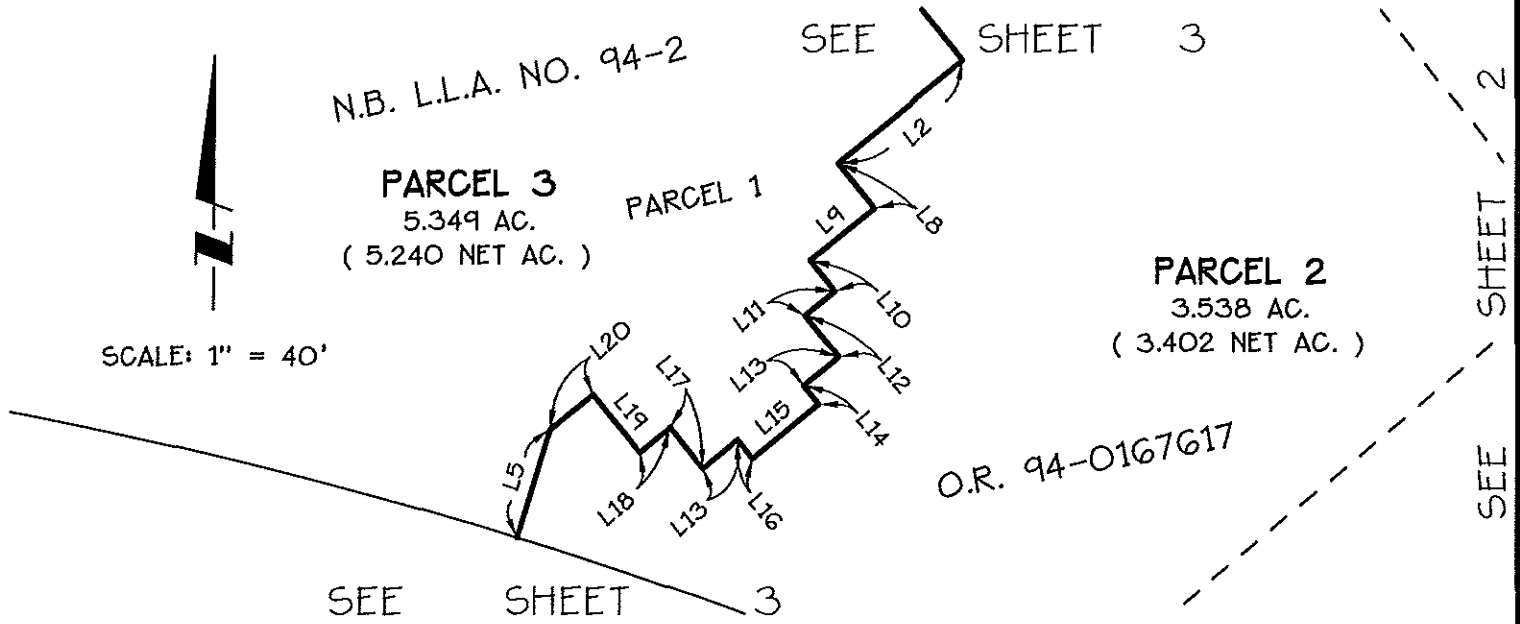 SEE SHEET 3
N.B. L.L.A. NO. 94-2
PARCEL 3
5.349 AC.
( 5.240 NET AC. )
PARCEL 1
SCALE: 1" = 40'
N
L2
L8
L9
L10
L11
L12
L13
L14
L15
L16
L13
L17
L18
L19
L20
L5
PARCEL 2
3.538 AC.
( 3.402 NET AC. )
O.R. 94-0167617
SEE SHEET 2
SEE SHEET 3